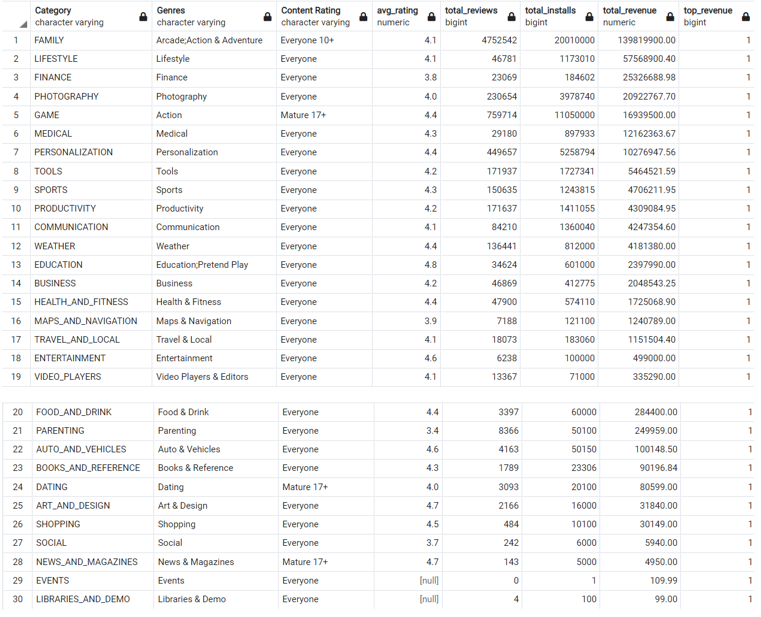 Category Genres Content Rating avg_rating total_reviews total_installs total_revenue top_revenue
character varying character varying character varying numeric bigint bigint numeric bigint
1 FAMILY Arcade;Action & Adventure Everyone 10+ 4.1 4752542 20010000 139819900.00 1
2 LIFESTYLE Lifestyle Everyone 4.1 46781 1173010 57568900.40 1
3 FINANCE Finance Everyone 3.8 23069 184602 25326688.98 1
4 PHOTOGRAPHY Photography Everyone 4.0 230654 3978740 20922767.70 1
5 GAME Action Mature 17+ 4.4 759714 11050000 16939500.00 1
6 MEDICAL Medical Everyone 4.3 29180 897933 12162363.67 1
7 PERSONALIZATION Personalization Everyone 4.4 449657 5258794 10276947.56 1
8 TOOLS Tools Everyone 4.2 171937 1727341 5464521.59 1
9 SPORTS Sports Everyone 4.3 150635 1243815 4706211.95 1
10 PRODUCTIVITY Productivity Everyone 4.2 171637 1411055 4309084.95 1
11 COMMUNICATION Communication Everyone 4.1 84210 1360040 4247354.60 1
12 WEATHER Weather Everyone 4.4 136441 812000 4181380.00 1
13 EDUCATION Education;Pretend Play Everyone 4.8 34624 601000 2397990.00 1
14 BUSINESS Business Everyone 4.2 46869 412775 2048543.25 1
15 HEALTH_AND_FITNESS Health & Fitness Everyone 4.4 47900 574110 1725068.90 1
16 MAPS_AND_NAVIGATION Maps & Navigation Everyone 3.9 7188 121100 1240789.00 1
17 TRAVEL_AND_LOCAL Travel & Local Everyone 4.1 18073 183060 1151504.40 1
18 ENTERTAINMENT Entertainment Everyone 4.6 6238 100000 499000.00 1
19 VIDEO_PLAYERS Video Players & Editors Everyone 4.1 13367 71000 335290.00 1
20 FOOD_AND_DRINK Food & Drink Everyone 4.4 3397 60000 284400.00 1
21 PARENTING Parenting Everyone 3.4 8366 50100 249959.00 1
22 AUTO_AND_VEHICLES Auto & Vehicles Everyone 4.6 4163 50150 100148.50 1
23 BOOKS_AND_REFERENCE Books & Reference Everyone 4.3 1789 23306 90196.84 1
24 DATING Dating Mature 17+ 4.0 3093 20100 80599.00 1
25 ART_AND_DESIGN Art & Design Everyone 4.7 2166 16000 31840.00 1
26 SHOPPING Shopping Everyone 4.5 484 10100 30149.00 1
27 SOCIAL Social Everyone 3.7 242 6000 5940.00 1
28 NEWS_AND_MAGAZINES News & Magazines Mature 17+ 4.7 143 5000 4950.00 1
29 EVENTS Events Everyone [null] 0 1 109.99 1
30 LIBRARIES_AND_DEMO Libraries & Demo Everyone [null] 4 100 99.00 1